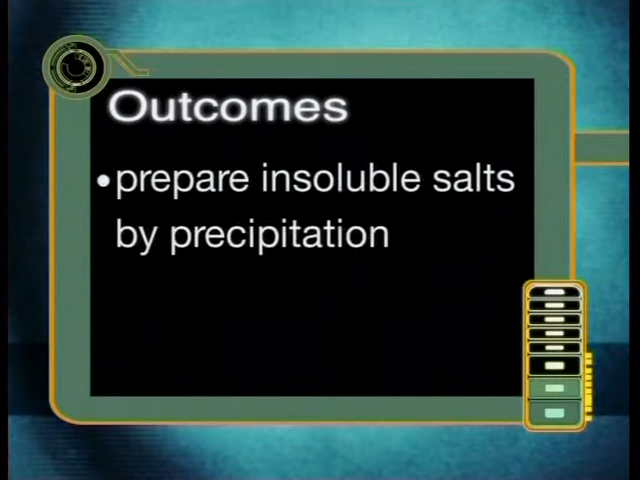 Outcomes
•prepare insoluble salts
by precipitation